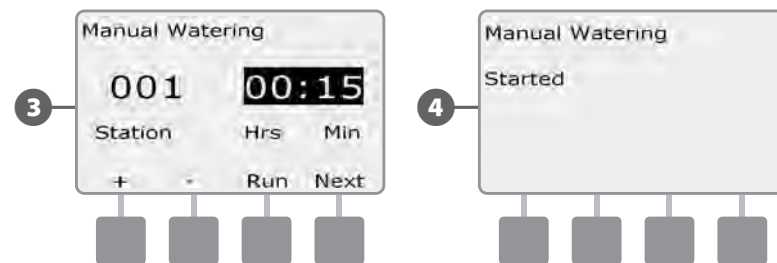 3
Manual Watering
001 00:15
Station Hrs Min
+ - Run Next
4
Manual Watering
Started